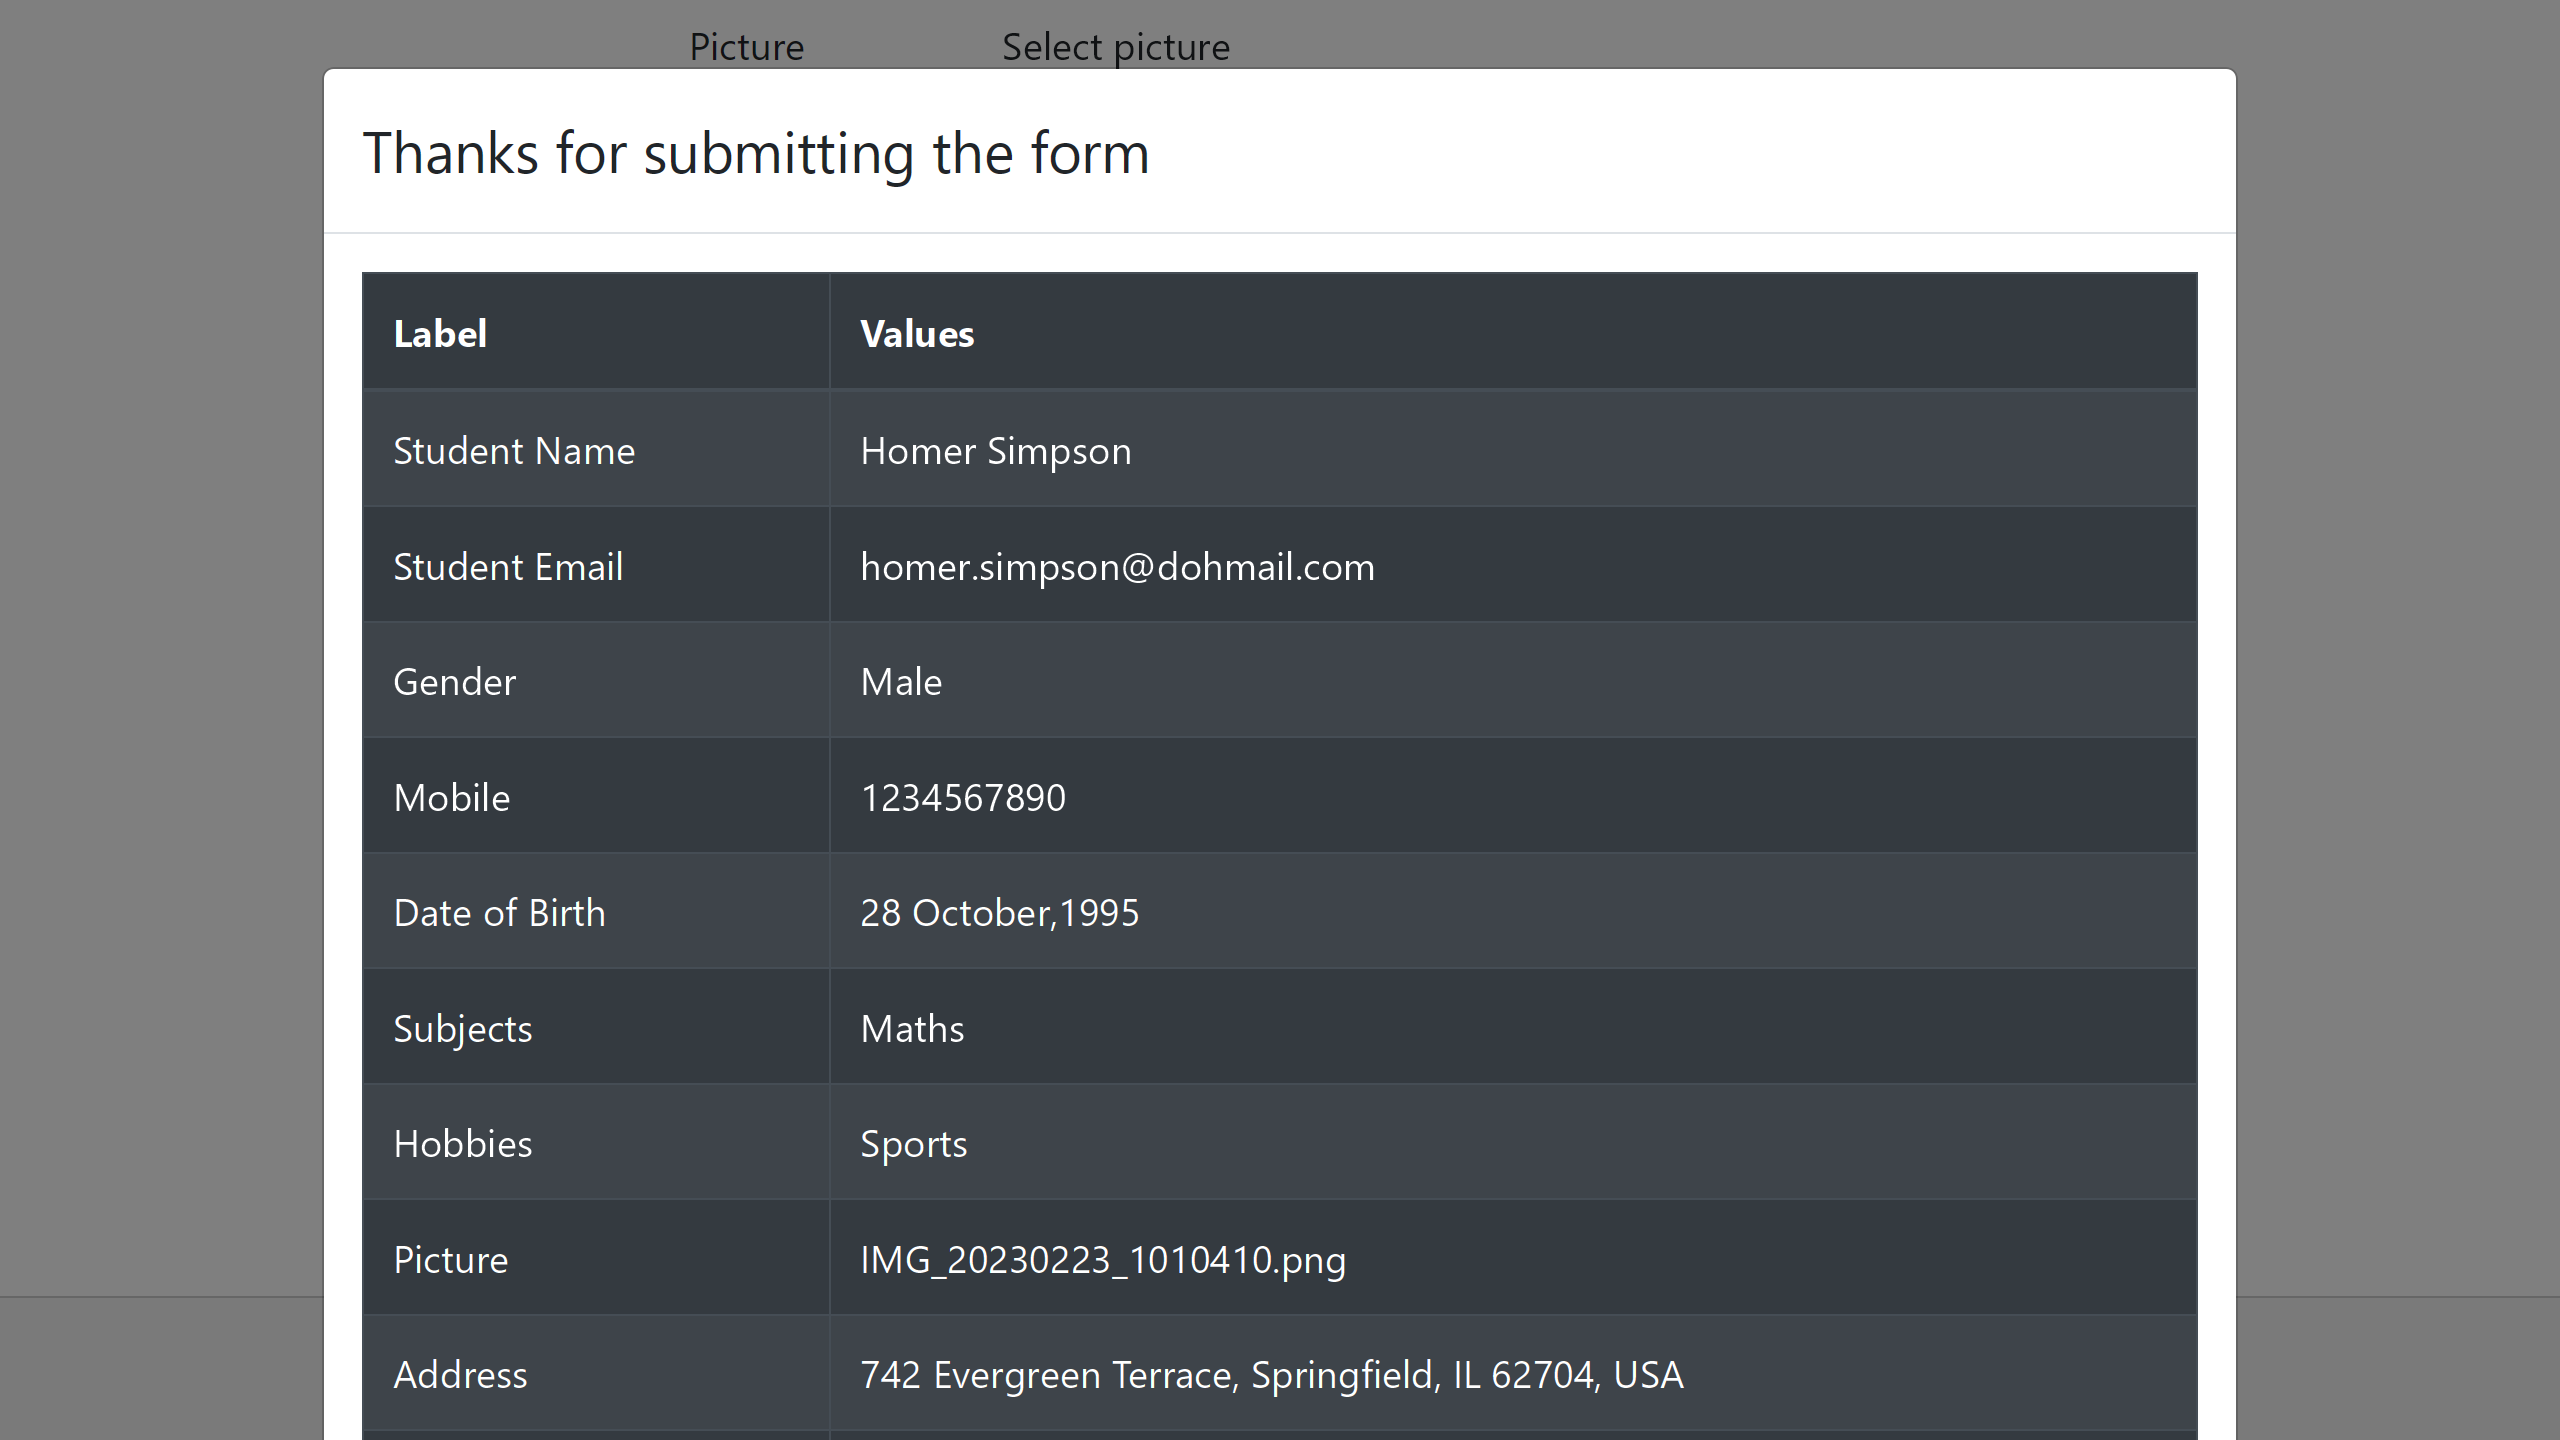 Picture Select picture
Thanks for submitting the form
Label Values
Student Name Homer Simpson
Student Email homer.simpson@dohmail.com
Gender Male
Mobile 1234567890
Date of Birth 28 October,1995
Subjects Maths
Hobbies Sports
Picture IMG_20230223_1010410.png
Address 742 Evergreen Terrace, Springfield, IL 62704, USA